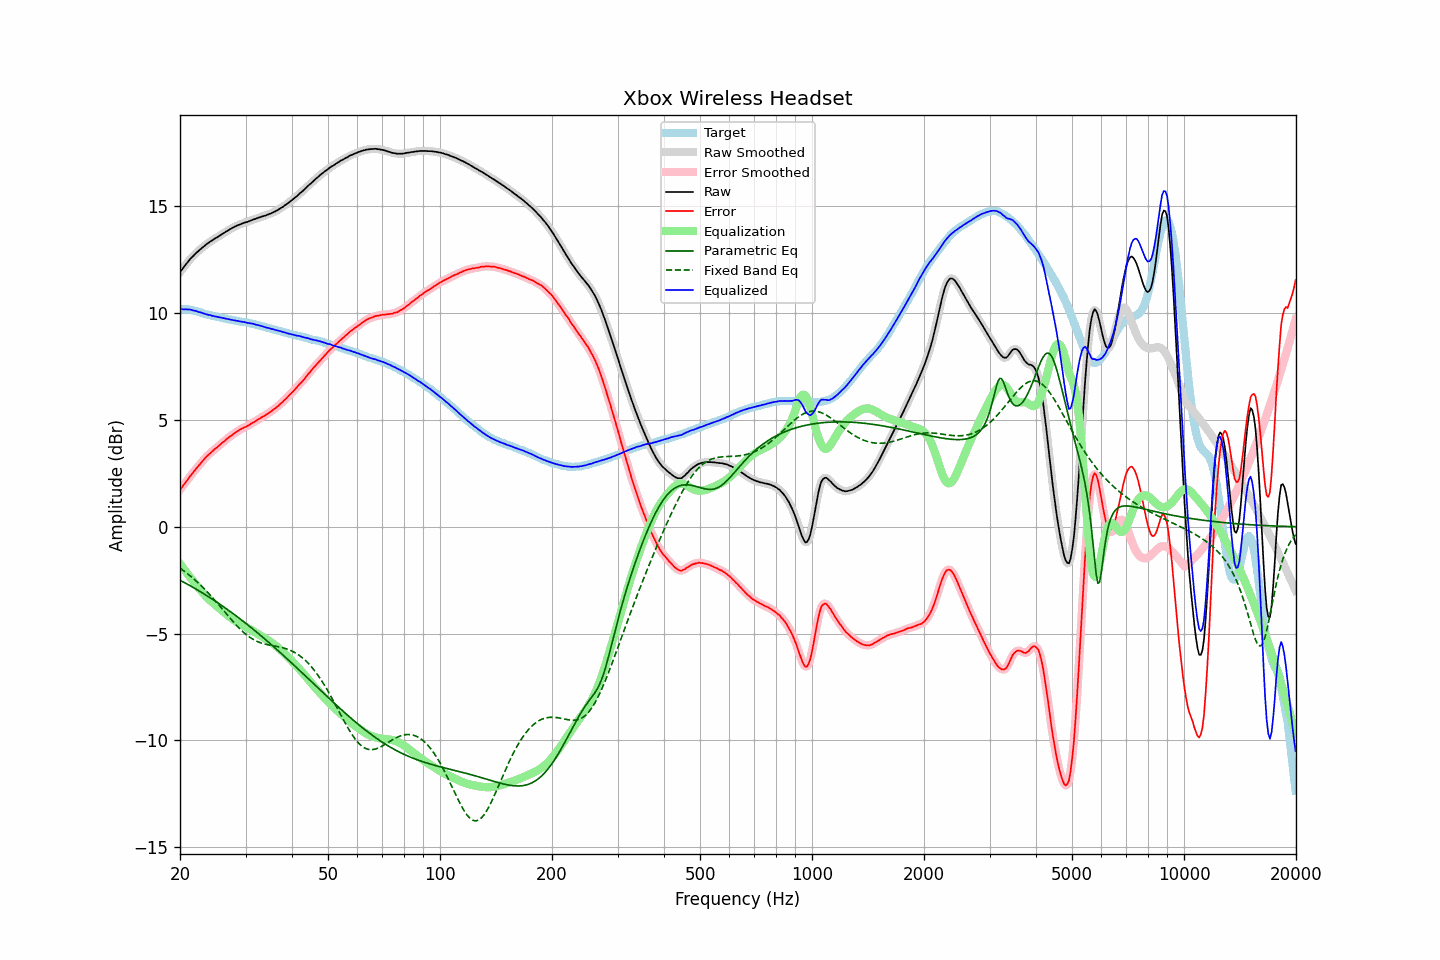 Xbox Wireless Headset
Target
Raw Smoothed
Error Smoothed
Raw
Error
Equalization
Parametric Eq
Fixed Band Eq
Equalized
Amplitude (dBr)
15
10
5
0
−5
−10
−15
20 50 100 200 500 1000 2000 5000 10000 20000
Frequency (Hz)